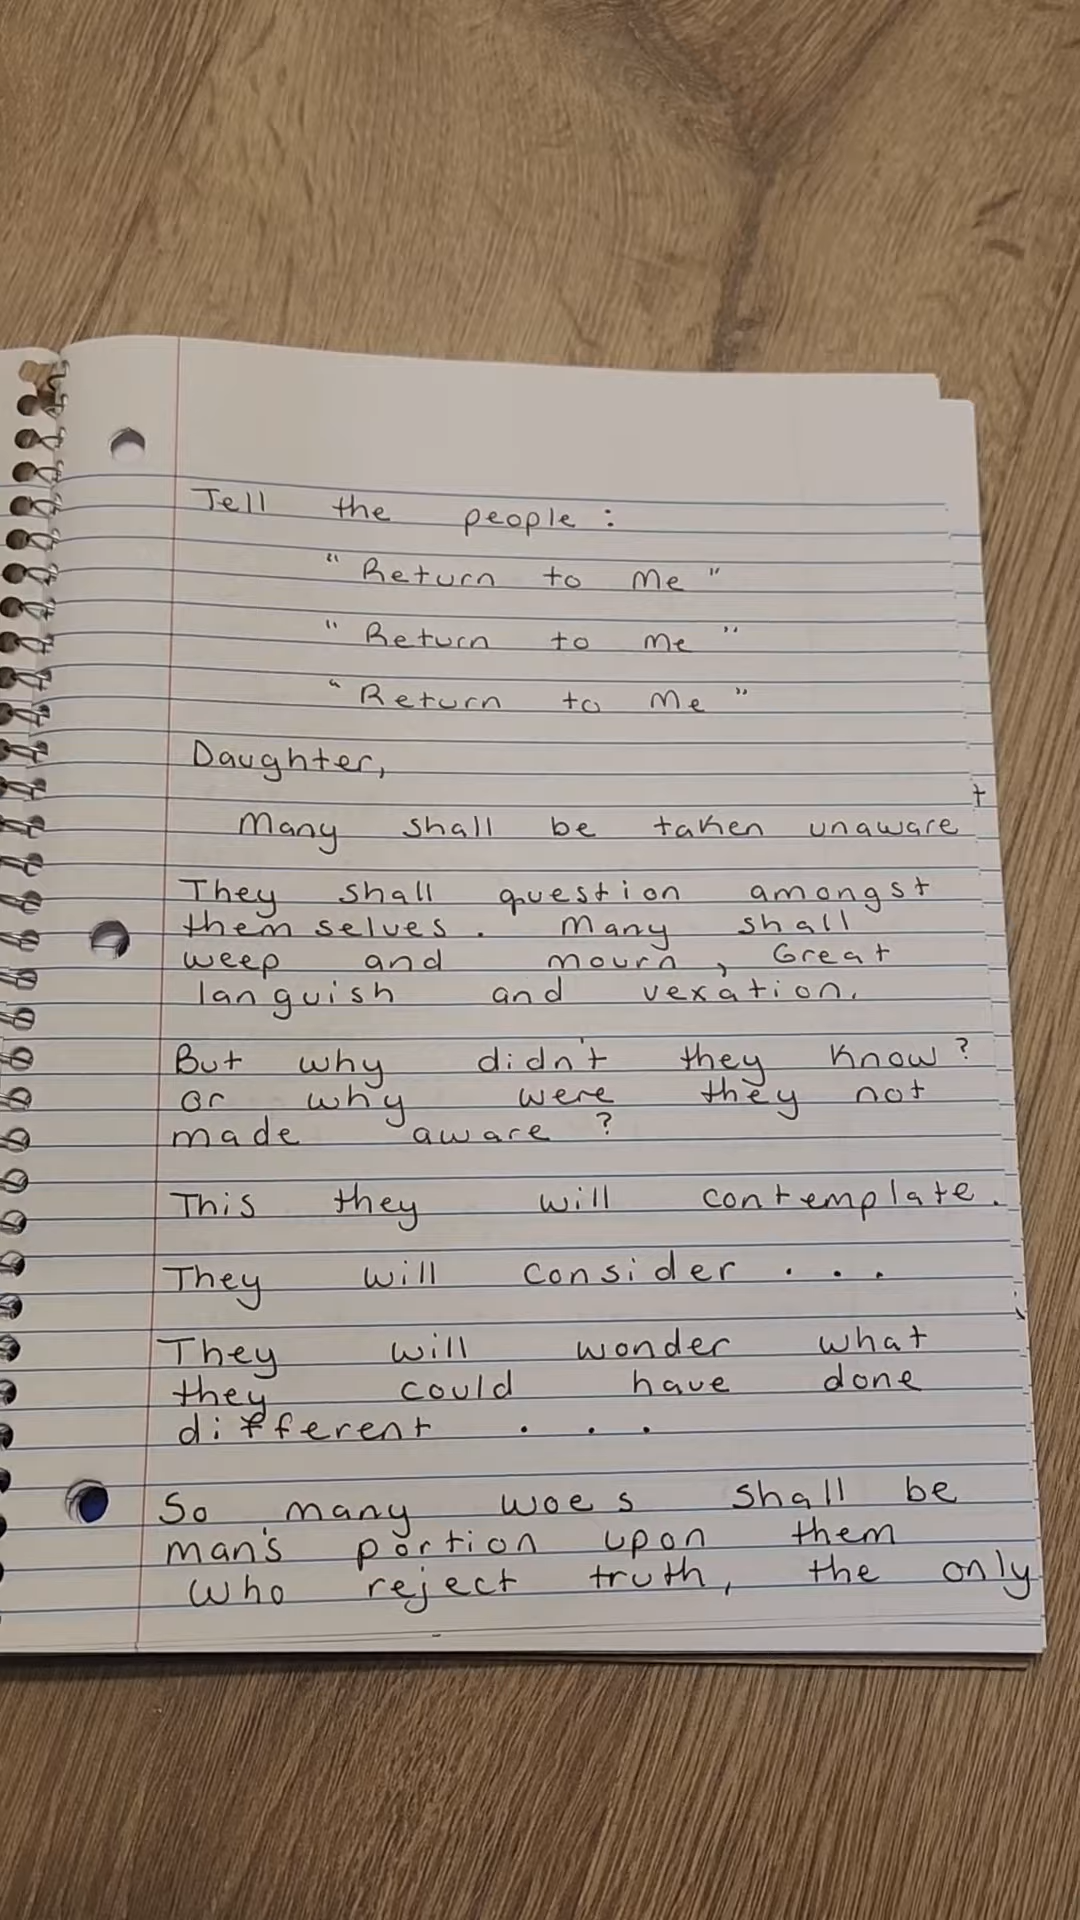 Tell the people:
"Return to Me"
"Return to Me"
"Return to Me"
Daughter,
Many shall be taken unaware
They shall question amongst
themselves. Many shall
weep and mourn, Great
languish and vexation.
But why didn't they know?
or why were they not
made aware?
This they will contemplate.
They will consider...
They will wonder what
they could have done
different...
So many woes shall be
man's portion upon them
who reject truth, the only